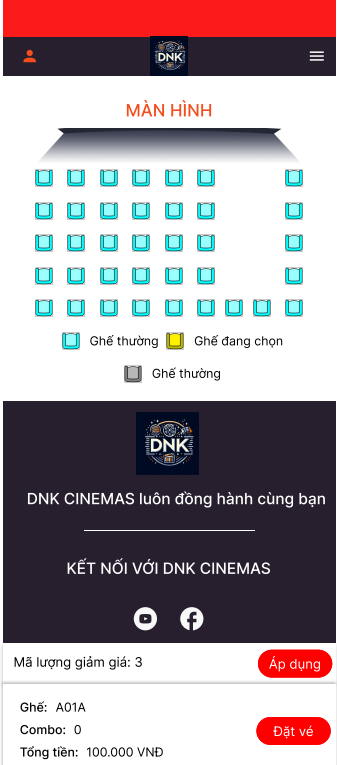 DNK
MÀN HÌNH
Ghế thường Ghế đang chọn
Ghế thường
DNK
DNK CINEMAS luôn đồng hành cùng bạn
KẾT NỐI VỚI DNK CINEMAS
Mã lượng giảm giá: 3 Áp dụng
Ghế: A01A
Combo: 0 Đặt vé
Tổng tiền: 100.000 VNĐ